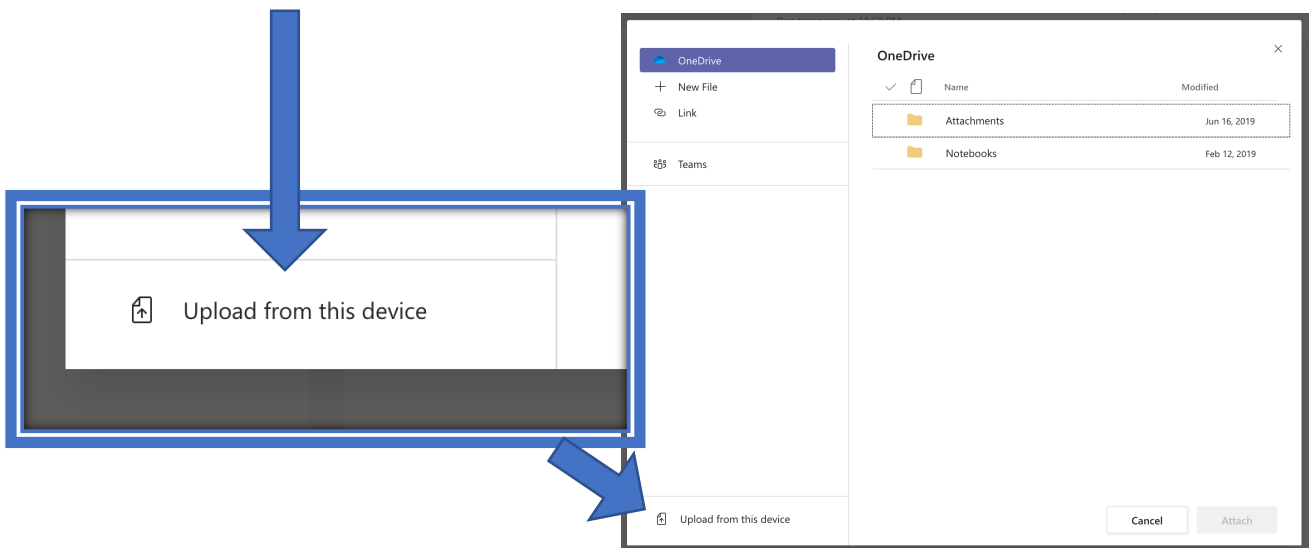 Upload from this device
OneDrive
New File
Link
Teams
Upload from this device
OneDrive
Name Modified
Attachments Jun 16, 2019
Notebooks Feb 12, 2019
Cancel Attach